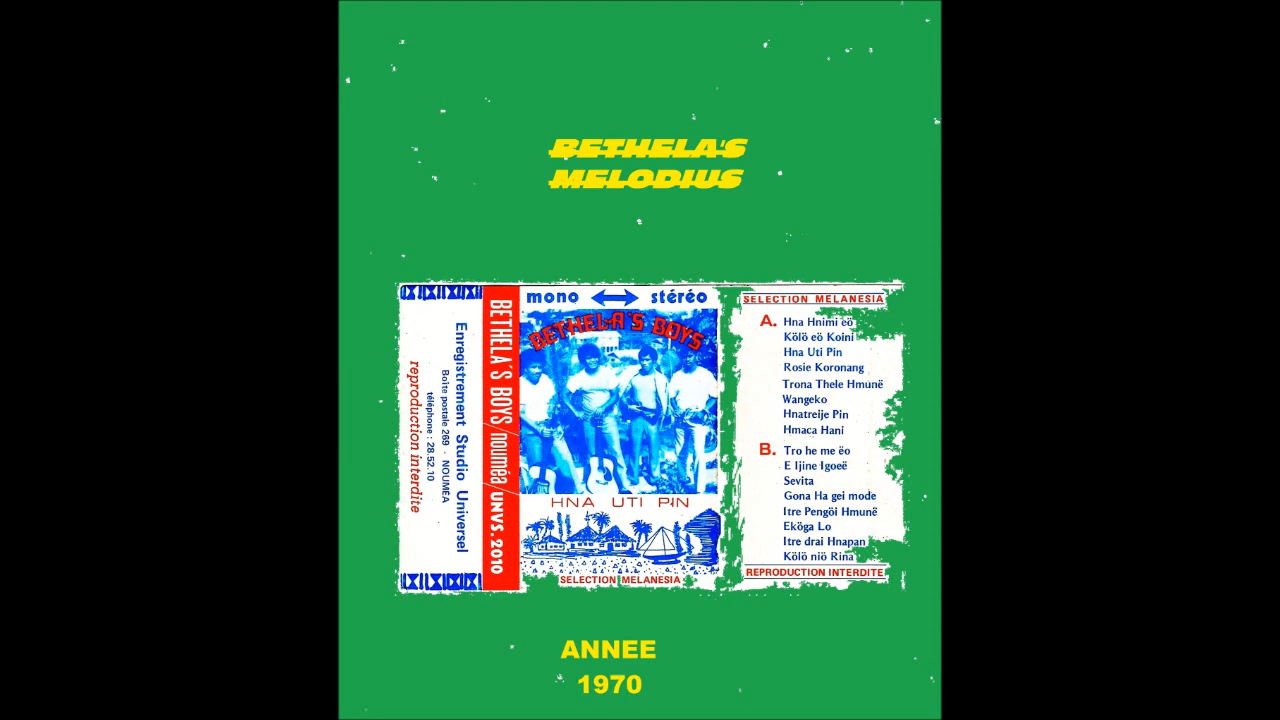 BETHELA'S
MELODIUS
Enregistrement Studio Universel
Boîte postale 269 - NOUMÉA
téléphone : 28.52.10
reproduction interdite
BETHELA'S BOYS/nouméa/UNVS. 2010
mono stéréo
BETHELA'S BOYS
HNA UTI PIN
SELECTION MELANESIA
SELECTION MELANESIA
A. Hna Hnimi ëö
Kölö eö Koini
Hna Uti Pin
Rosie Koronang
Trona Thele Hmunë
Wangeko
Hnatreije Pin
Hmaca Hani
B. Tro he me ëo
E Ijine Igoeë
Sevita
Gona Ha gei mode
Itre Pengöi Hmunë
Eköga Lo
Itre drai Hnapan
Kölö niö Rina
REPRODUCTION INTERDITE
ANNEE
1970